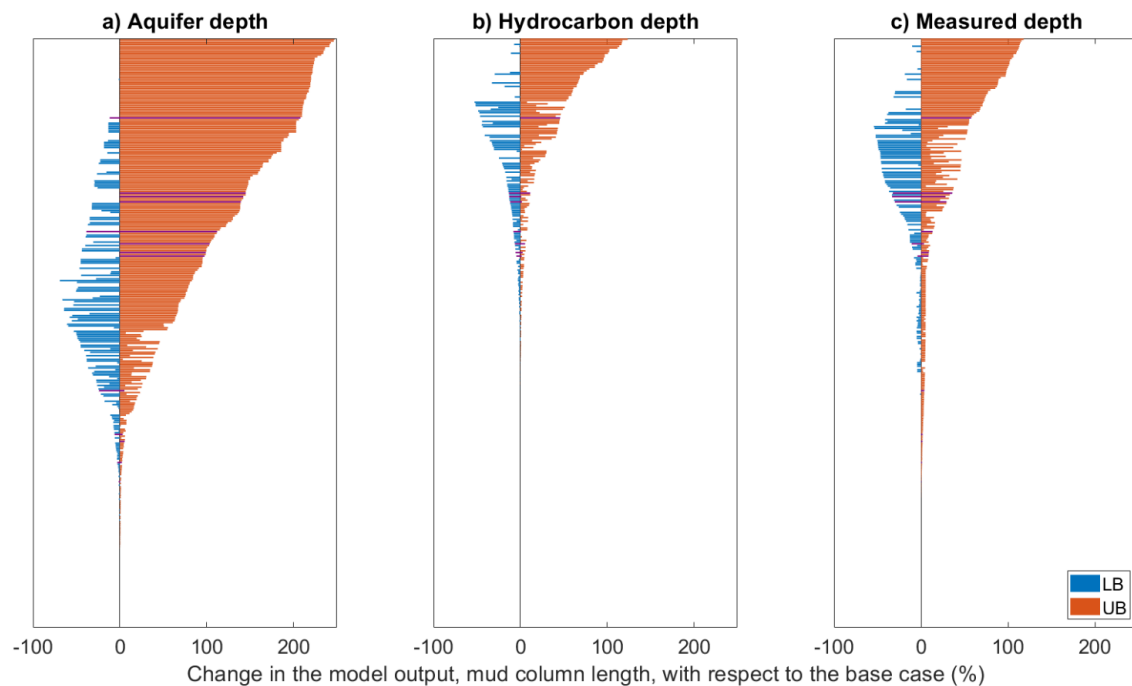 a) Aquifer depth
b) Hydrocarbon depth
c) Measured depth
LB
UB
-100 0 100 200
-100 0 100 200
-100 0 100 200
Change in the model output, mud column length, with respect to the base case (%)